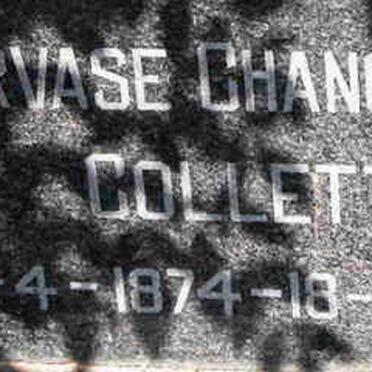 RVASE CHANC
COLLETT
-4-1874-18-